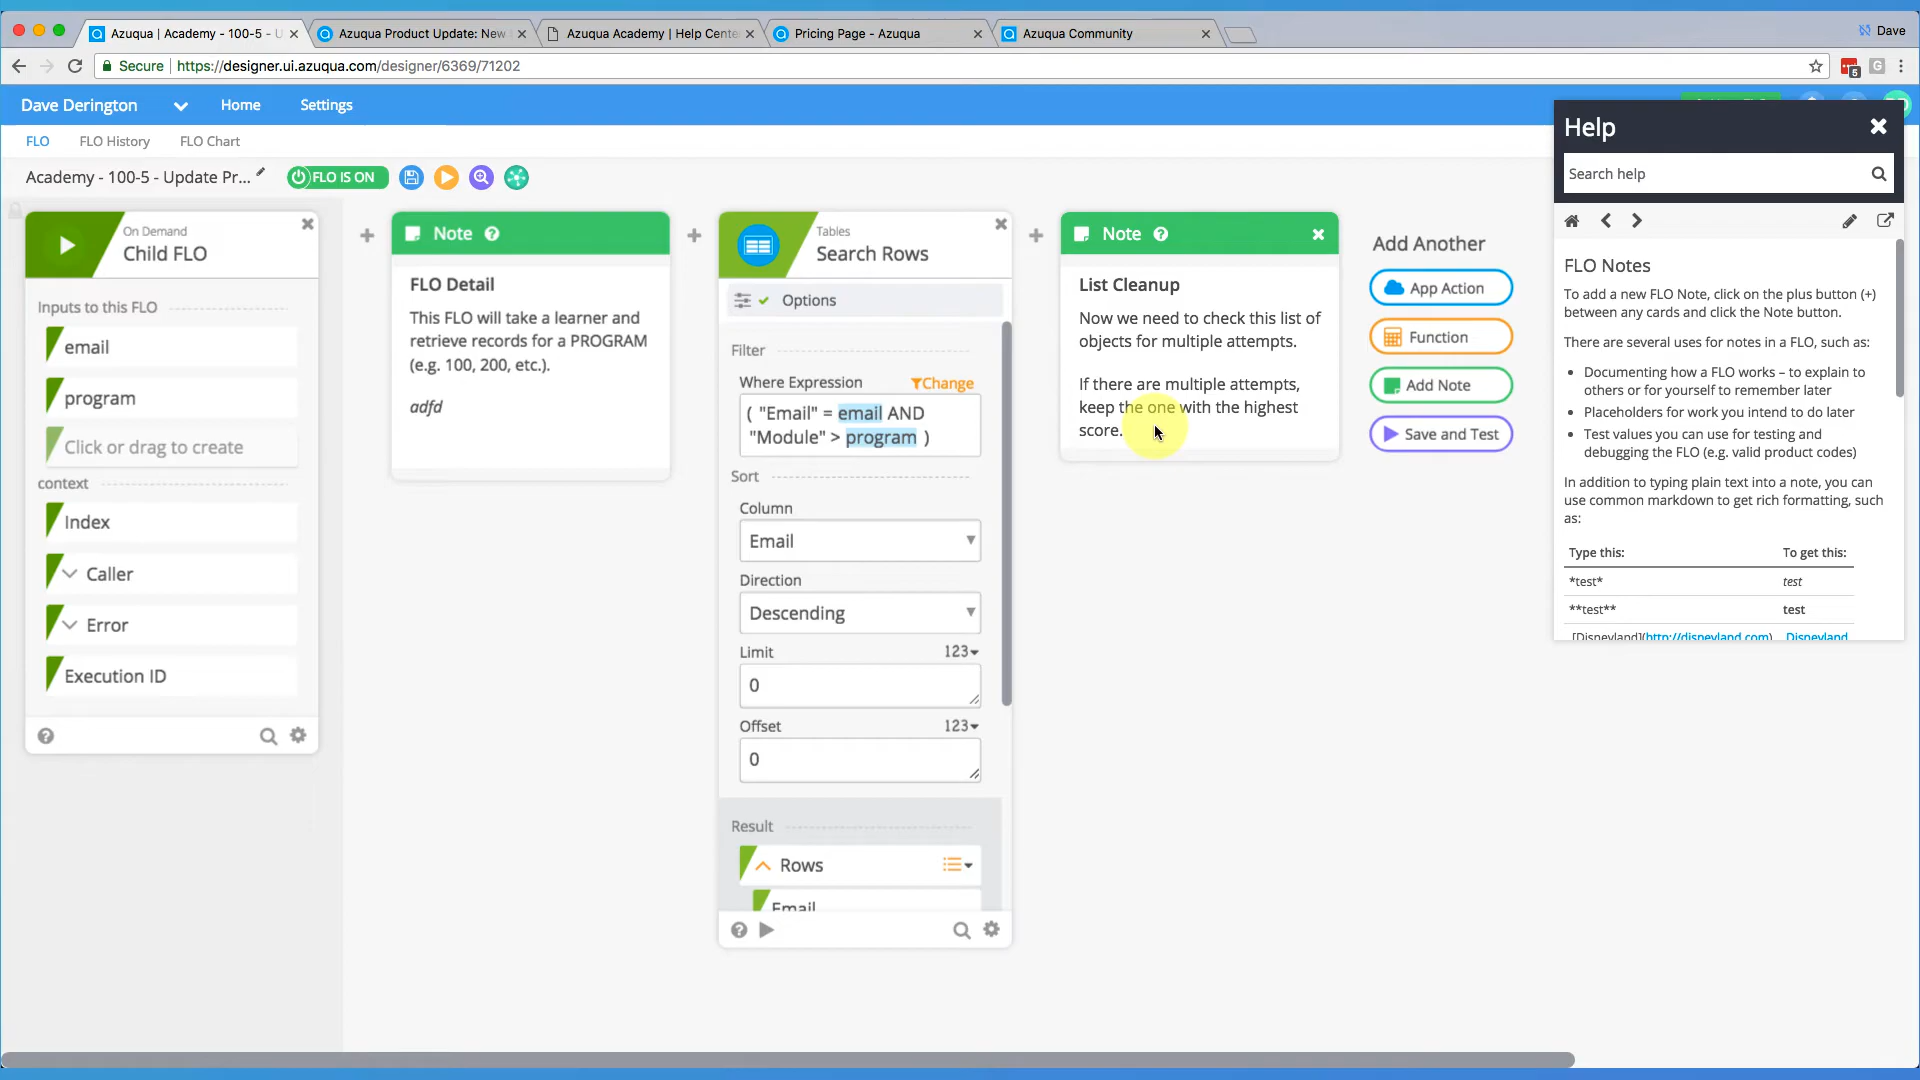 Azuqua | Academy - 100-5 - U
Azuqua Product Update: New
Azuqua Academy | Help Cente
Pricing Page - Azuqua
Azuqua Community
Dave
Secure
https://designer.ui.azuqua.com/designer/6369/71202
5
G
Dave Derington
Home
Settings
FLO
FLO History
FLO Chart
Academy - 100-5 - Update Pr...
FLO IS ON
On Demand
Child FLO
Inputs to this FLO
email
program
Click or drag to create
context
Index
Caller
Error
Execution ID
Note
FLO Detail
This FLO will take a learner and
retrieve records for a PROGRAM
(e.g. 100, 200, etc.).
adfd
Tables
Search Rows
Options
Filter
Where Expression
Change
( "Email" = email AND
"Module" > program )
Sort
Column
Email
Direction
Descending
Limit
123
0
Offset
123
0
Result
Rows
Email
Note
List Cleanup
Now we need to check this list of
objects for multiple attempts.
If there are multiple attempts,
keep the one with the highest
score.
Add Another
App Action
Function
Add Note
Save and Test
Help
Search help
FLO Notes
To add a new FLO Note, click on the plus button (+)
between any cards and click the Note button.
There are several uses for notes in a FLO, such as:
Documenting how a FLO works – to explain to
others or for yourself to remember later
Placeholders for work you intend to do later
Test values you can use for testing and
debugging the FLO (e.g. valid product codes)
In addition to typing plain text into a note, you can
use common markdown to get rich formatting, such
as:
Type this:
To get this:
*test*
test
**test**
test
[Disneyland](http://disneyland.com)
Disneyland